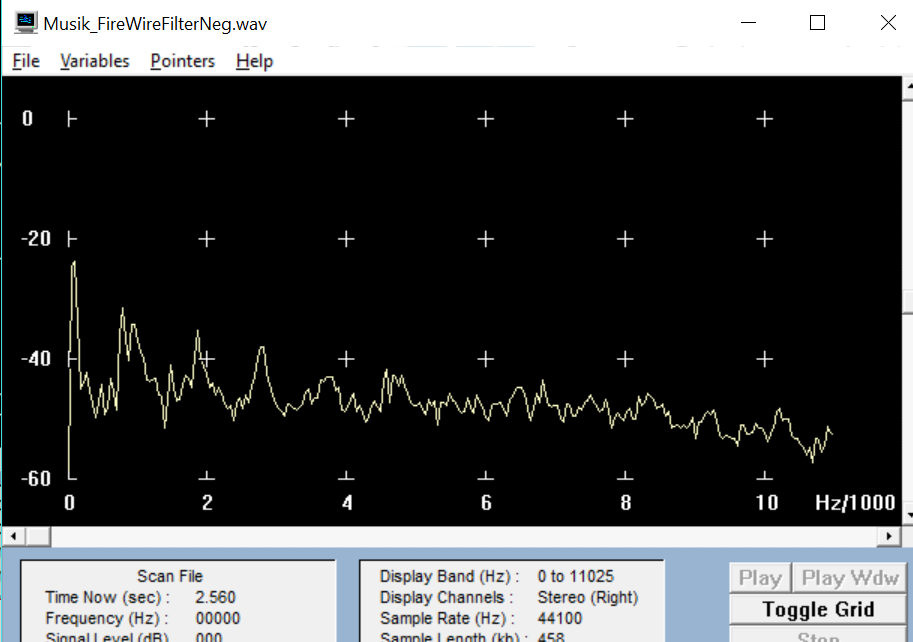 Musik_FireWireFilterNeg.wav
File Variables Pointers Help
0
-20
-40
-60
0 2 4 6 8 10 Hz/1000
Scan File
Time Now (sec) : 2.560
Frequency (Hz) : 00000
Signal Level (dB) 000
Display Band (Hz) : 0 to 11025
Display Channels : Stereo (Right)
Sample Rate (Hz) : 44100
Sample Length (kb) : 458
Play Play Wdw
Toggle Grid
Stop